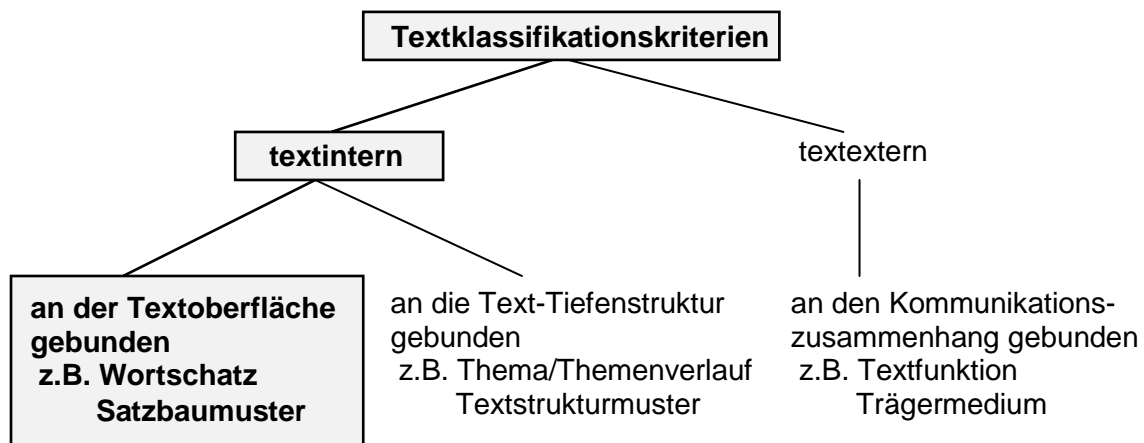 Textklassifikationskriterien
textintern
textextern
an der Textoberfläche
gebunden
z.B. Wortschatz
Satzbaumuster
an die Text-Tiefenstruktur
gebunden
z.B. Thema/Themenverlauf
Textstrukturmuster
an den Kommunikations-
zusammenhang gebunden
z.B. Textfunktion
Trägermedium